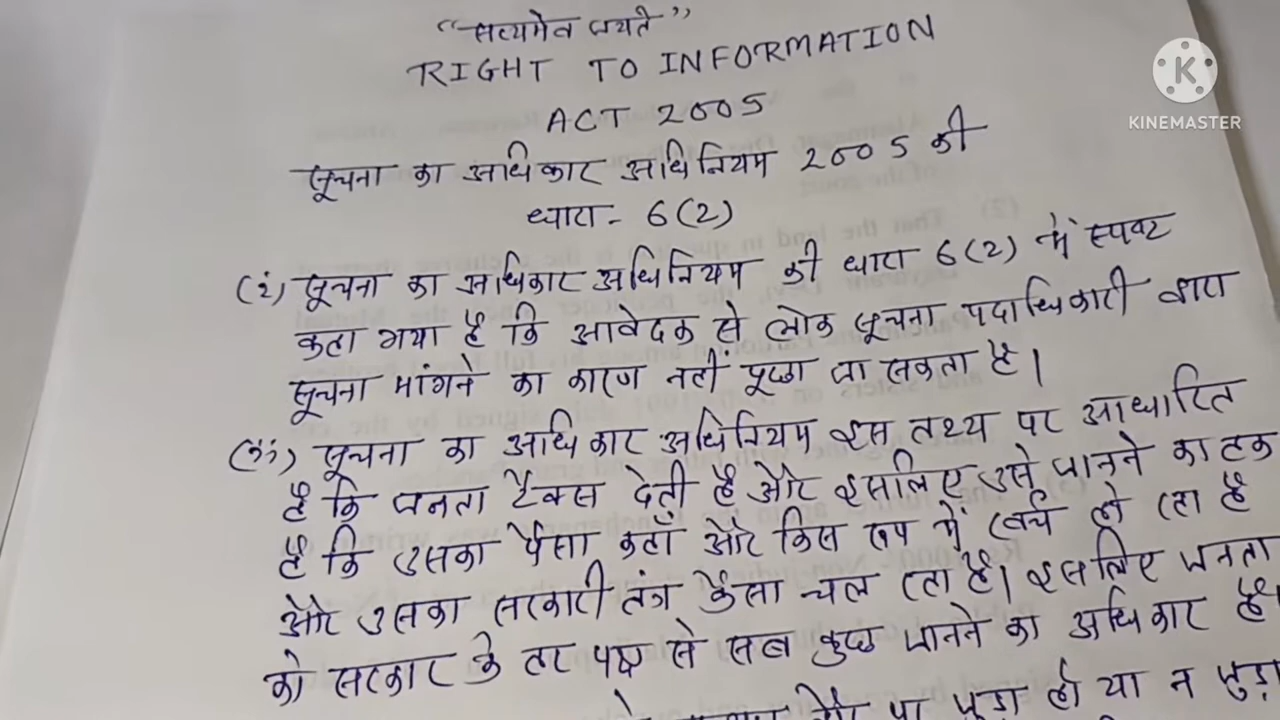 “सत्यमेव जयते”
RIGHT TO INFORMATION
ACT 2005
सूचना का अधिकार अधिनियम 2005 की
धारा - 6(2)
(i) सूचना का अधिकार अधिनियम की धारा 6(2) में स्पष्ट
कहा गया है कि आवेदक से लोक सूचना पदाधिकारी द्वारा
सूचना मांगने का कारण नहीं पूछा जा सकता है।
(ii) सूचना का अधिकार अधिनियम इस तथ्य पर आधारित
है कि जनता टैक्स देती है और इसलिए उसे जानने का हक
है कि उसका पैसा कहाँ और किस रूप में खर्च हो रहा है
और उसका सरकारी तंत्र कैसा चल रहा है। इसलिए जनता
को सरकार के हर पक्ष से सब कुछ जानने का अधिकार है।
जुड़ा हो या न जुड़ा
KINEMASTER